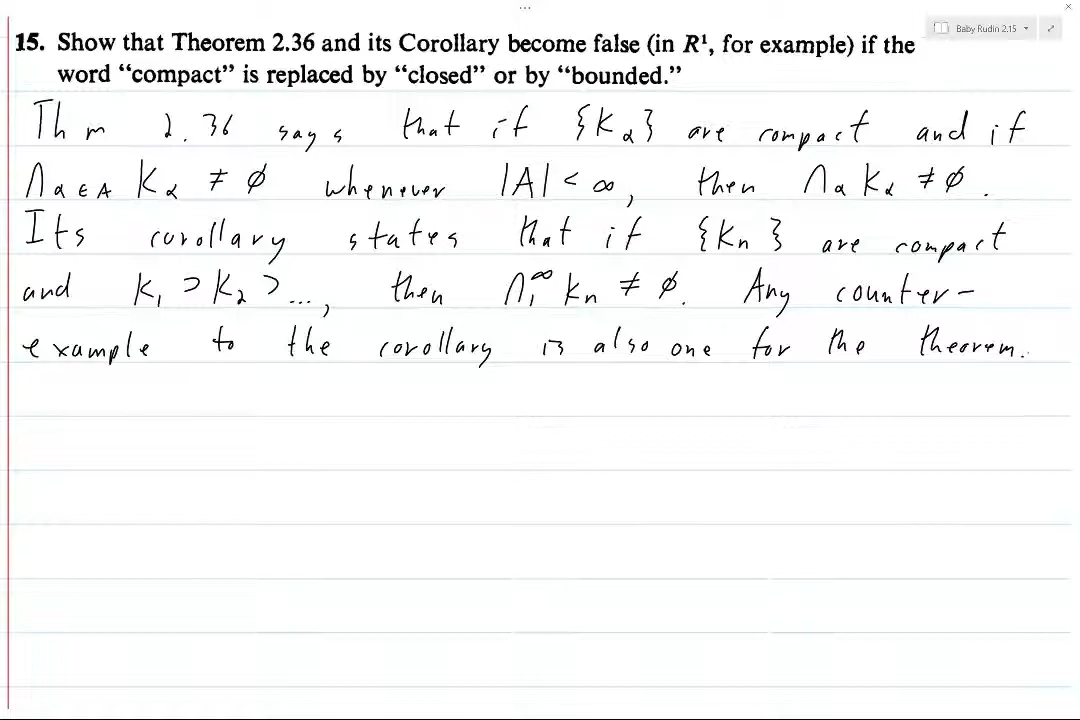 Baby Rudin 2.15
15. Show that Theorem 2.36 and its Corollary become false (in R¹, for example) if the
word “compact” is replaced by “closed” or by “bounded.”
Thm 2.36 says that if {Kα} are compact and if
∩α∈A Kα ≠ ∅ whenever |A| < ∞, then ∩α Kα ≠ ∅.
Its corollary states that if {Kn} are compact
and K₁ ⊃ K₂ ⊃ ..., then ∩₁^∞ Kn ≠ ∅. Any counter-
example to the corollary is also one for the theorem.